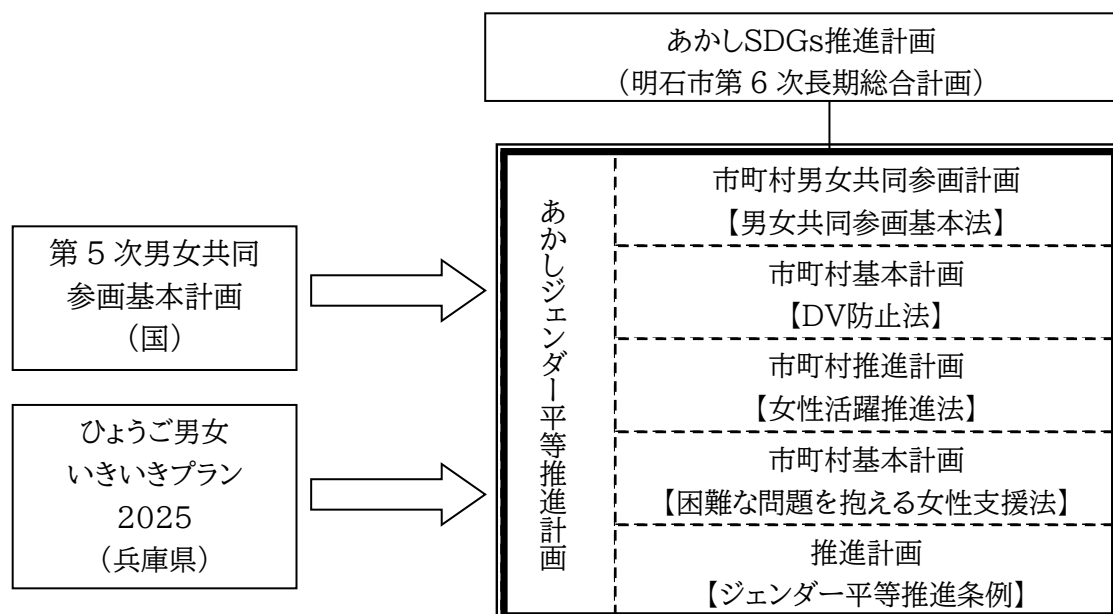 あかしSDGs推進計画
（明石市第6次長期総合計画）
第5次男女共同
参画基本計画
（国）
ひょうご男女
いきいきプラン
2025
（兵庫県）
あかしジェンダー平等推進計画
市町村男女共同参画計画
【男女共同参画基本法】
市町村基本計画
【DV防止法】
市町村推進計画
【女性活躍推進法】
市町村基本計画
【困難な問題を抱える女性支援法】
推進計画
【ジェンダー平等推進条例】